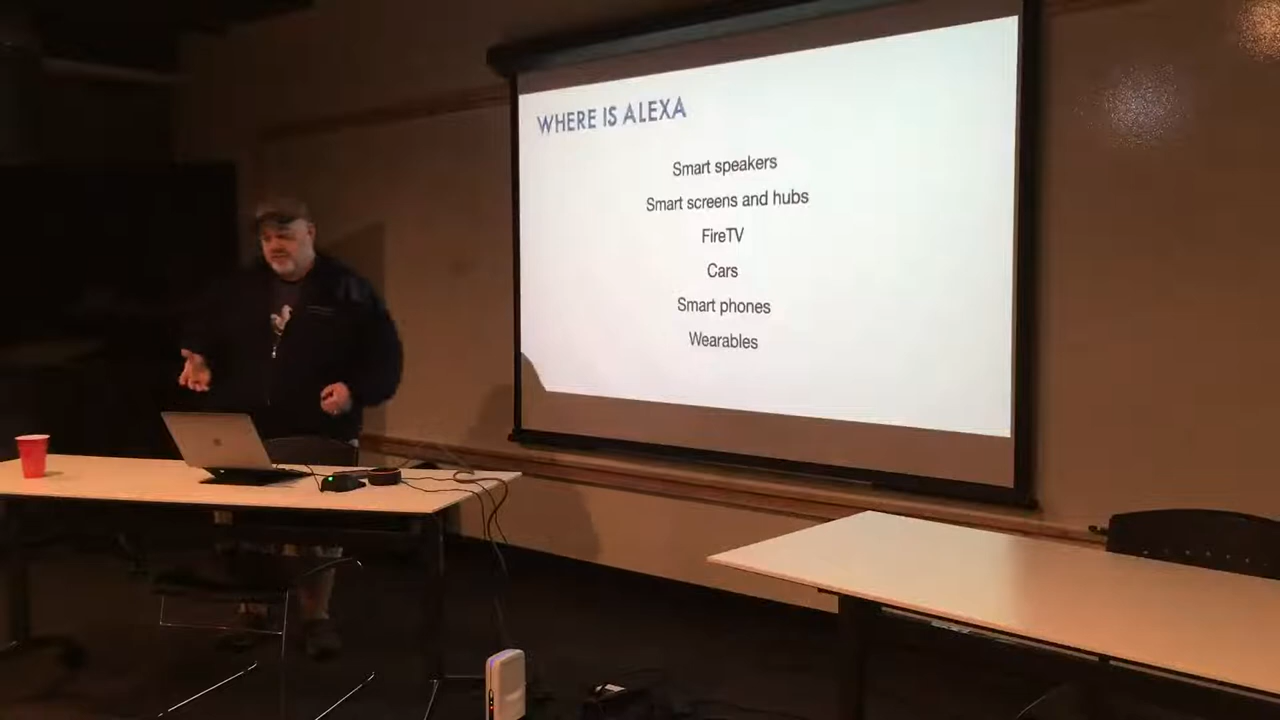 WHERE IS ALEXA
Smart speakers
Smart screens and hubs
FireTV
Cars
Smart phones
Wearables